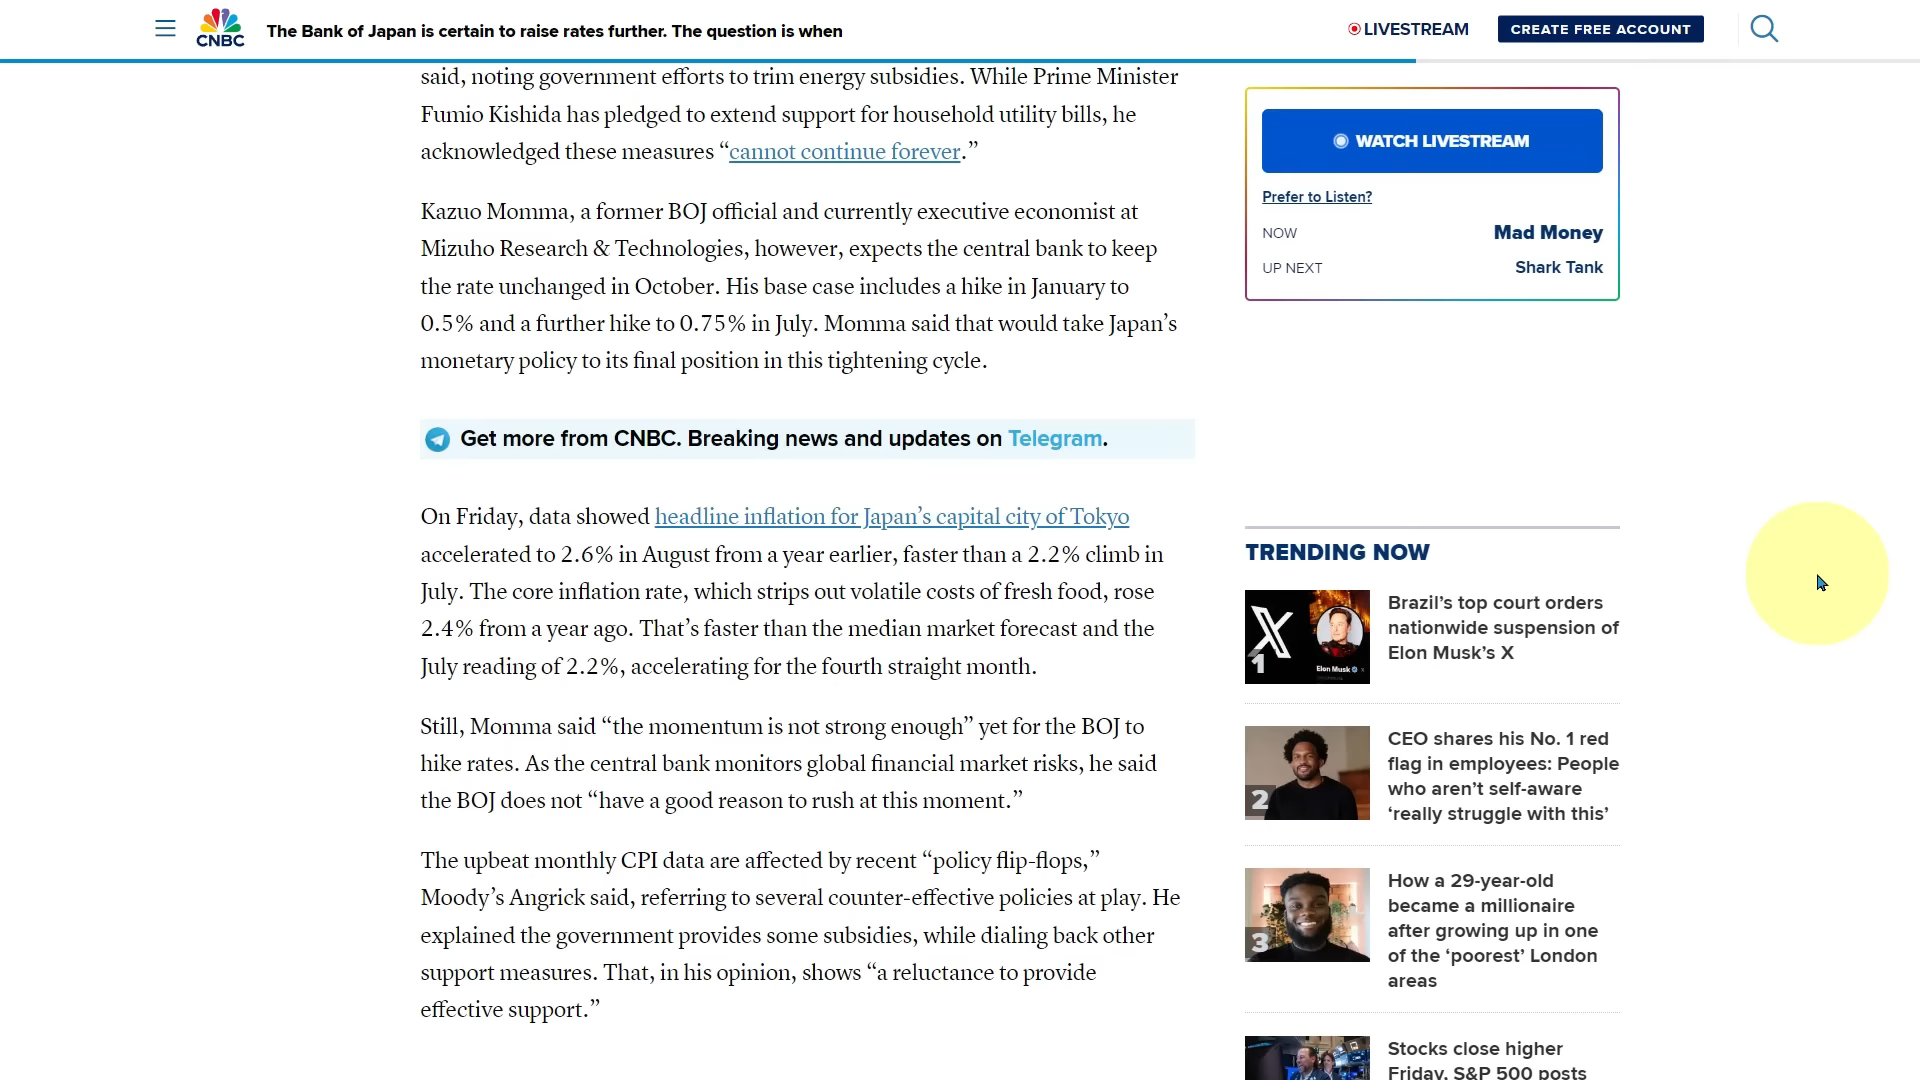 CNBC
The Bank of Japan is certain to raise rates further. The question is when
LIVESTREAM
CREATE FREE ACCOUNT
said, noting government efforts to trim energy subsidies. While Prime Minister
Fumio Kishida has pledged to extend support for household utility bills, he
acknowledged these measures “cannot continue forever.”
Kazuo Momma, a former BOJ official and currently executive economist at
Mizuho Research & Technologies, however, expects the central bank to keep
the rate unchanged in October. His base case includes a hike in January to
0.5% and a further hike to 0.75% in July. Momma said that would take Japan’s
monetary policy to its final position in this tightening cycle.
Get more from CNBC. Breaking news and updates on Telegram.
On Friday, data showed headline inflation for Japan’s capital city of Tokyo
accelerated to 2.6% in August from a year earlier, faster than a 2.2% climb in
July. The core inflation rate, which strips out volatile costs of fresh food, rose
2.4% from a year ago. That’s faster than the median market forecast and the
July reading of 2.2%, accelerating for the fourth straight month.
Still, Momma said “the momentum is not strong enough” yet for the BOJ to
hike rates. As the central bank monitors global financial market risks, he said
the BOJ does not “have a good reason to rush at this moment.”
The upbeat monthly CPI data are affected by recent “policy flip-flops,”
Moody’s Angrick said, referring to several counter-effective policies at play. He
explained the government provides some subsidies, while dialing back other
support measures. That, in his opinion, shows “a reluctance to provide
effective support.”
WATCH LIVESTREAM
Prefer to Listen?
NOW
Mad Money
UP NEXT
Shark Tank
TRENDING NOW
X
Elon Musk
1
Brazil’s top court orders
nationwide suspension of
Elon Musk’s X
2
CEO shares his No. 1 red
flag in employees: People
who aren’t self-aware
‘really struggle with this’
3
How a 29-year-old
became a millionaire
after growing up in one
of the ‘poorest’ London
areas
Stocks close higher
Friday, S&P 500 posts